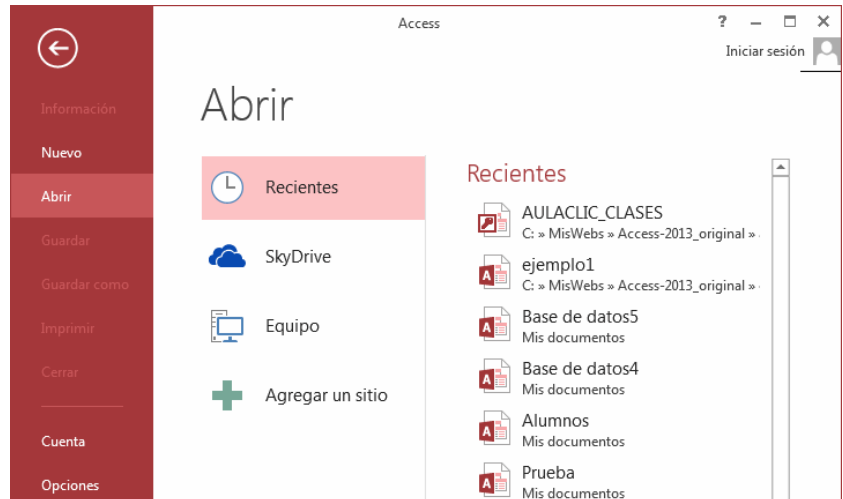 Access
?
Iniciar sesión
Información
Nuevo
Abrir
Guardar
Guardar como
Imprimir
Cerrar
Cuenta
Opciones
Abrir
Recientes
SkyDrive
Equipo
Agregar un sitio
Recientes
AULACLIC_CLASES
C: » MisWebs » Access-2013_original »
ejemplo1
C: » MisWebs » Access-2013_original »
Base de datos5
Mis documentos
Base de datos4
Mis documentos
Alumnos
Mis documentos
Prueba
Mis documentos